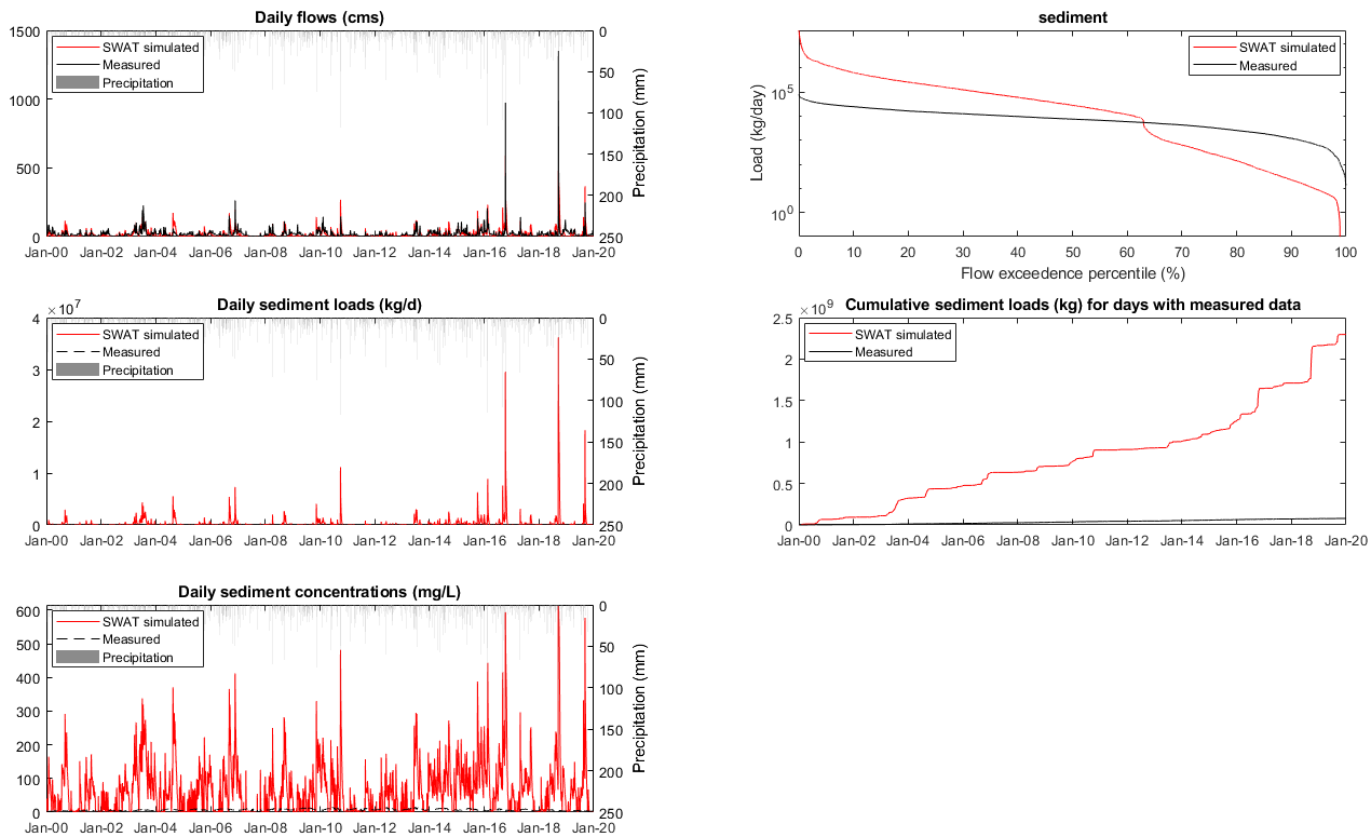 Daily flows (cms)
1500
1000
500
0
SWAT simulated
Measured
Precipitation
0
50
100
150
200
250
Precipitation (mm)
Jan-00 Jan-02 Jan-04 Jan-06 Jan-08 Jan-10 Jan-12 Jan-14 Jan-16 Jan-18 Jan-20
sediment
SWAT simulated
Measured
Load (kg/day)
10^5
10^0
0 10 20 30 40 50 60 70 80 90 100
Flow exceedence percentile (%)
Daily sediment loads (kg/d)
×10^7
4
3
2
1
0
SWAT simulated
Measured
Precipitation
0
50
100
150
200
250
Precipitation (mm)
Jan-00 Jan-02 Jan-04 Jan-06 Jan-08 Jan-10 Jan-12 Jan-14 Jan-16 Jan-18 Jan-20
Cumulative sediment loads (kg) for days with measured data
×10^9
2.5
2
1.5
1
0.5
0
SWAT simulated
Measured
Jan-00 Jan-02 Jan-04 Jan-06 Jan-08 Jan-10 Jan-12 Jan-14 Jan-16 Jan-18 Jan-20
Daily sediment concentrations (mg/L)
600
500
400
300
200
100
0
SWAT simulated
Measured
Precipitation
0
50
100
150
200
250
Precipitation (mm)
Jan-00 Jan-02 Jan-04 Jan-06 Jan-08 Jan-10 Jan-12 Jan-14 Jan-16 Jan-18 Jan-20